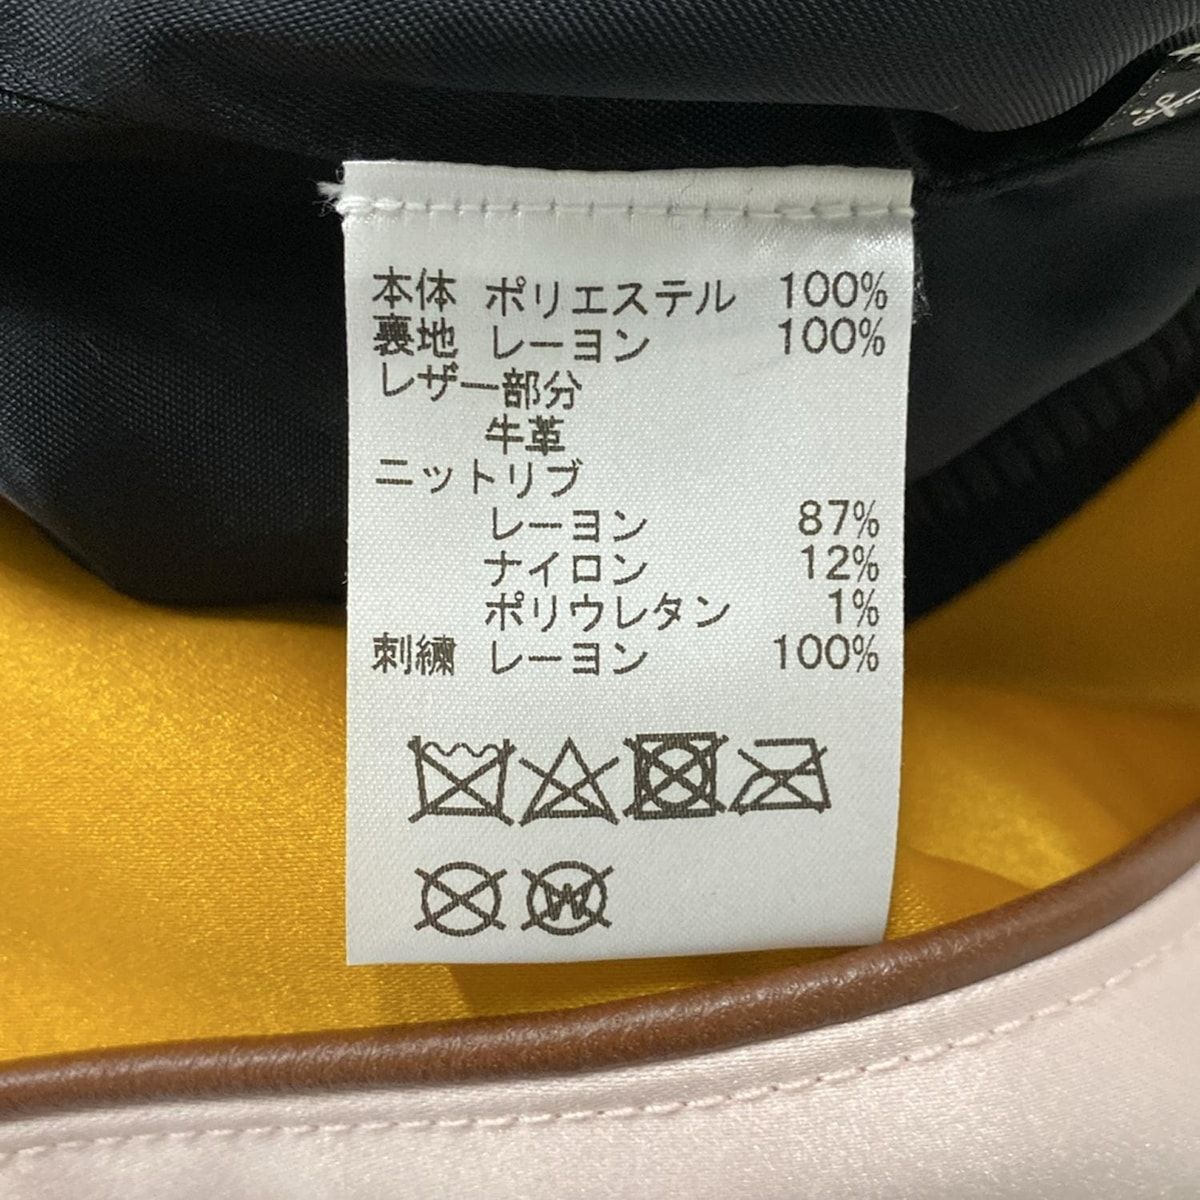 本体 ポリエステル 100%
裏地 レーヨン 100%
レザー部分
牛革
ニットリブ
レーヨン 87%
ナイロン 12%
ポリウレタン 1%
刺繍 レーヨン 100%
W